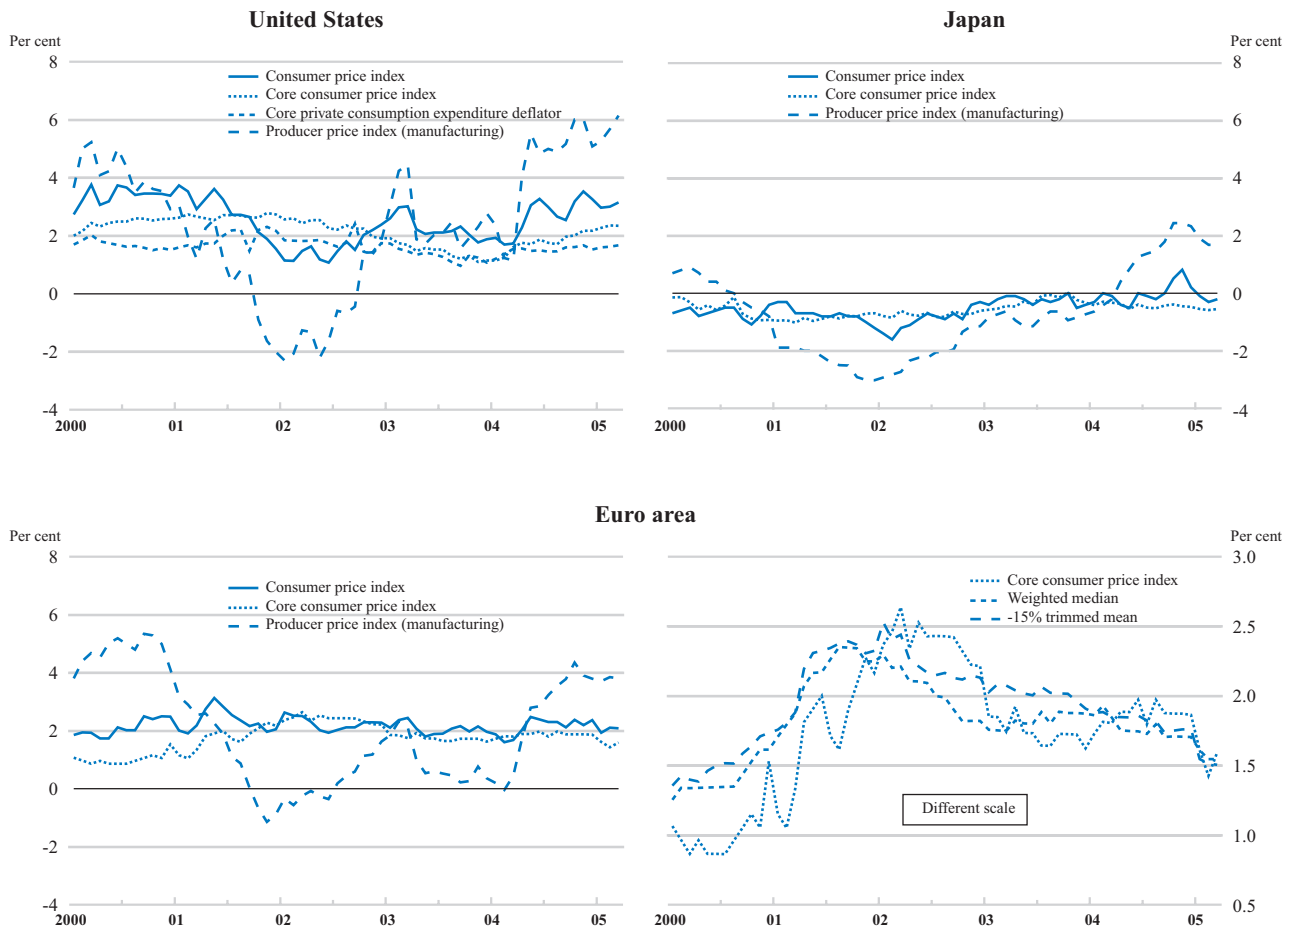 United States
Per cent
8
6
4
2
0
-2
-4
Consumer price index
Core consumer price index
Core private consumption expenditure deflator
Producer price index (manufacturing)
2000 01 02 03 04 05
Japan
Per cent
8
6
4
2
0
-2
-4
Consumer price index
Core consumer price index
Producer price index (manufacturing)
2000 01 02 03 04 05
Euro area
Per cent
8
6
4
2
0
-2
-4
Consumer price index
Core consumer price index
Producer price index (manufacturing)
2000 01 02 03 04 05
Per cent
3.0
2.5
2.0
1.5
1.0
0.5
Core consumer price index
Weighted median
-15% trimmed mean
Different scale
2000 01 02 03 04 05